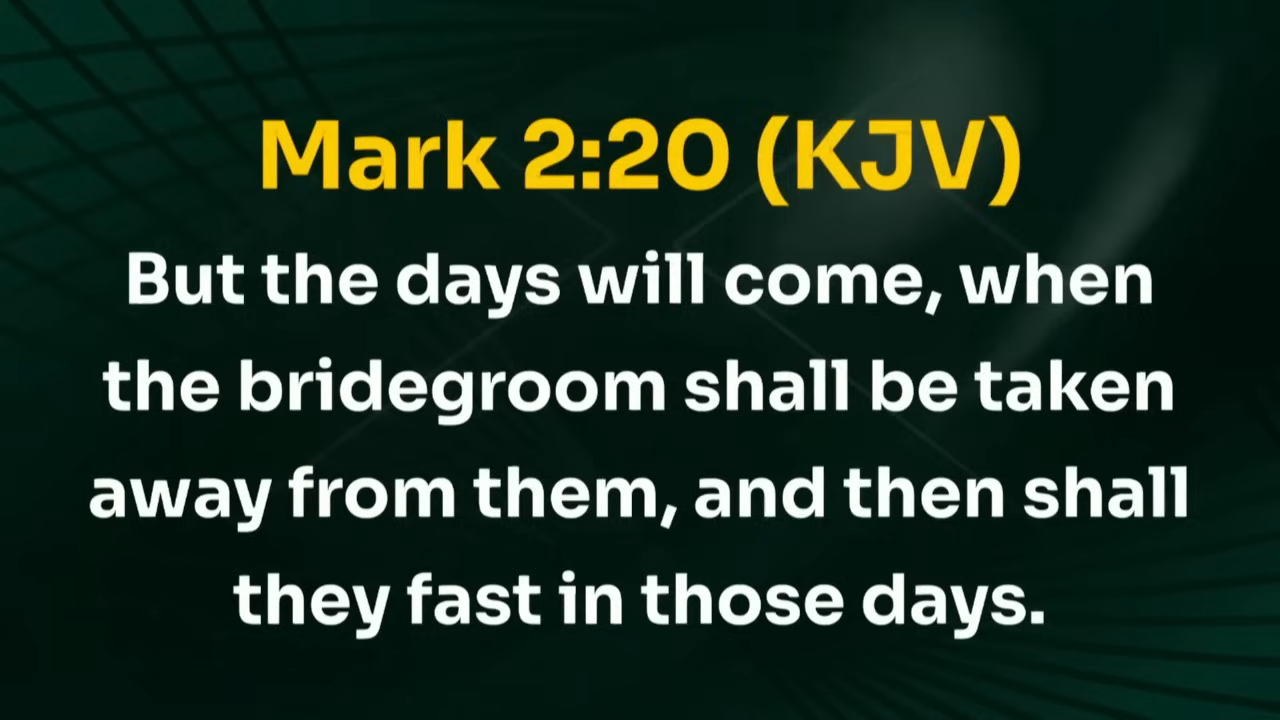 Mark 2:20 (KJV)
But the days will come, when
the bridegroom shall be taken
away from them, and then shall
they fast in those days.